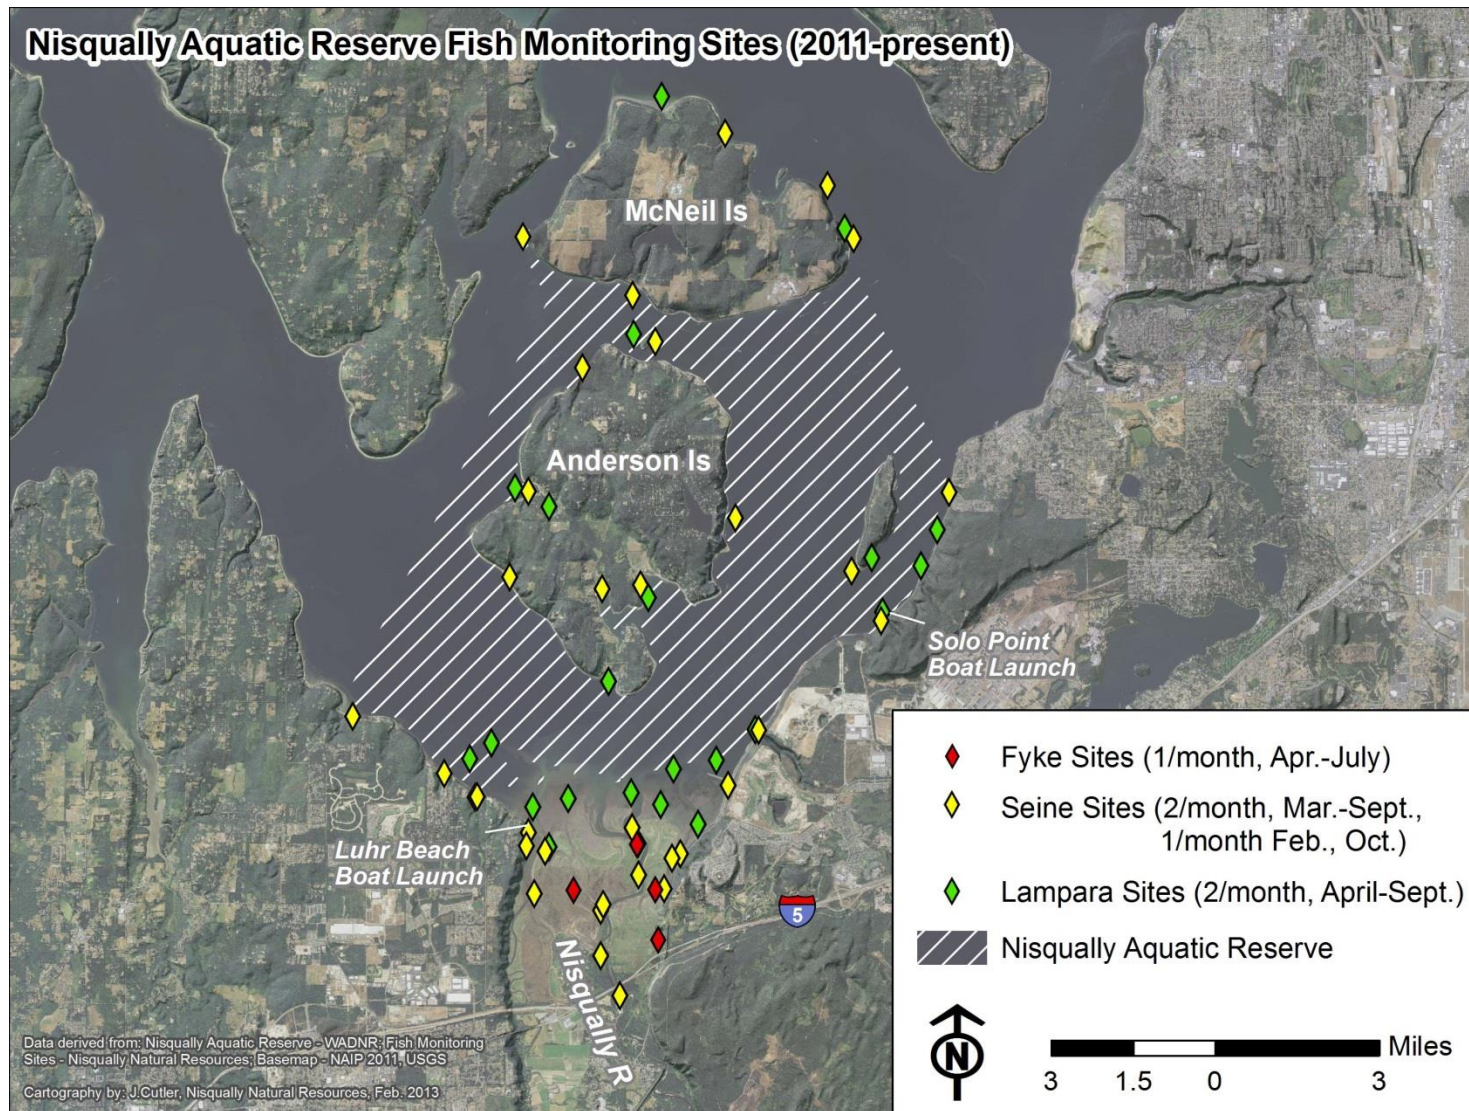 Nisqually Aquatic Reserve Fish Monitoring Sites (2011-present)
McNeil Is
Anderson Is
Solo Point
Boat Launch
Luhr Beach
Boat Launch
Nisqually R
5
Fyke Sites (1/month, Apr.-July)
Seine Sites (2/month, Mar.-Sept.,
1/month Feb., Oct.)
Lampara Sites (2/month, April-Sept.)
Nisqually Aquatic Reserve
N
Miles
3 1.5 0 3
Data derived from: Nisqually Aquatic Reserve - WADNR; Fish Monitoring
Sites - Nisqually Natural Resources; Basemap - NAIP 2011, USGS
Cartography by: J.Cutler, Nisqually Natural Resources, Feb. 2013